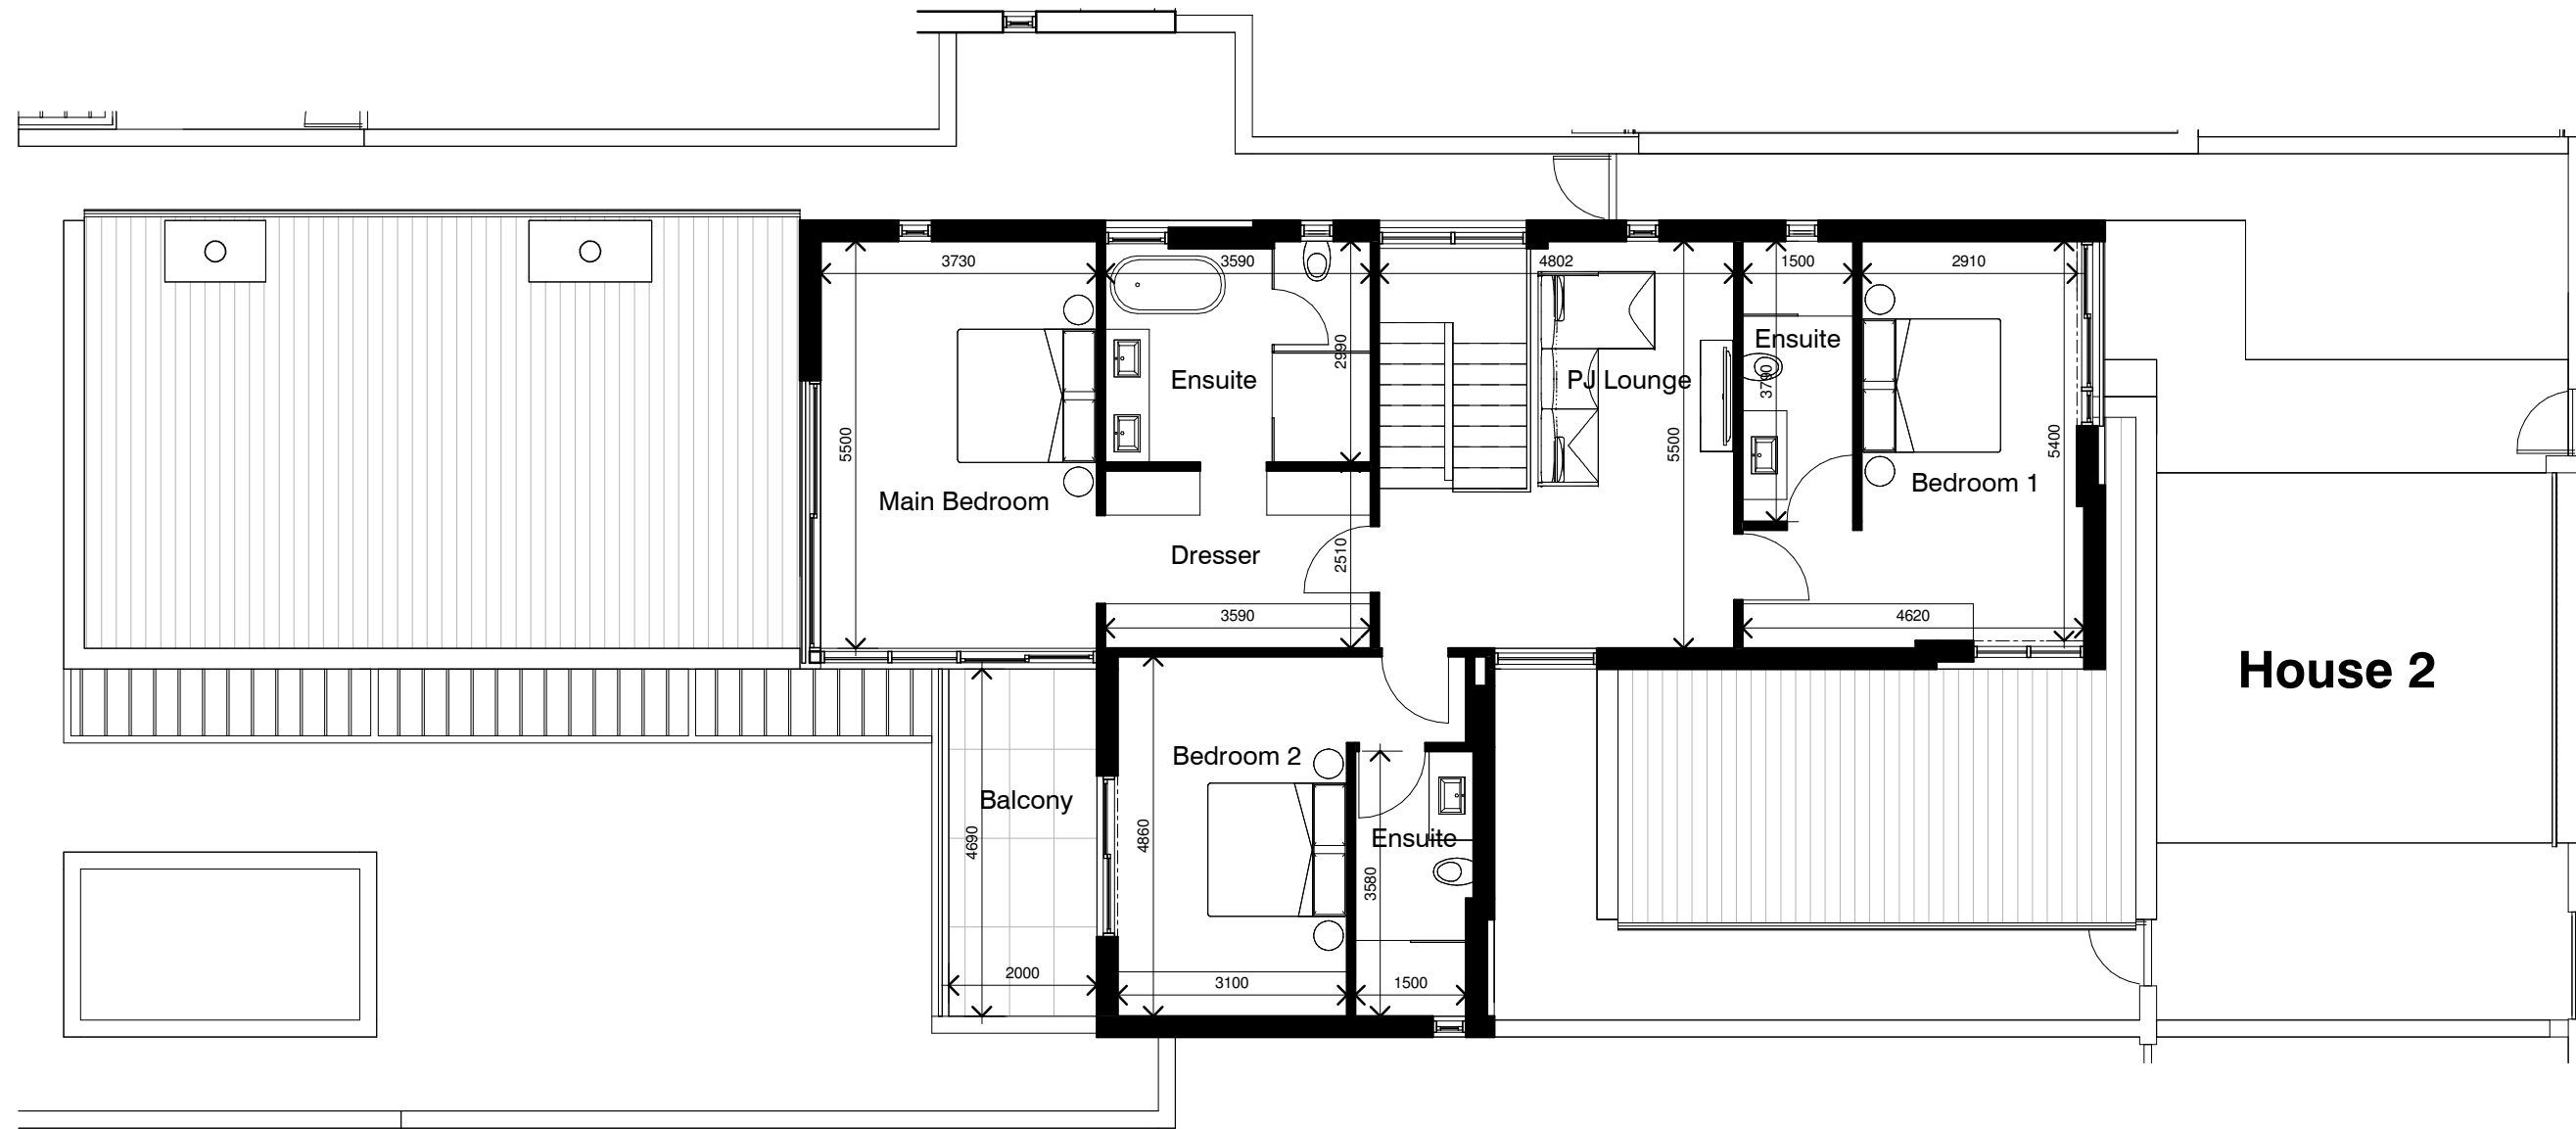 3730
3590
4802
1500
2910
Ensuite
2990
Ensuite
PJ Lounge
3790
5500
5500
5400
Bedroom 1
Main Bedroom
Dresser
2510
3590
4620
House 2
Bedroom 2
Balcony
4690
4860
Ensuite
3580
2000
3100
1500